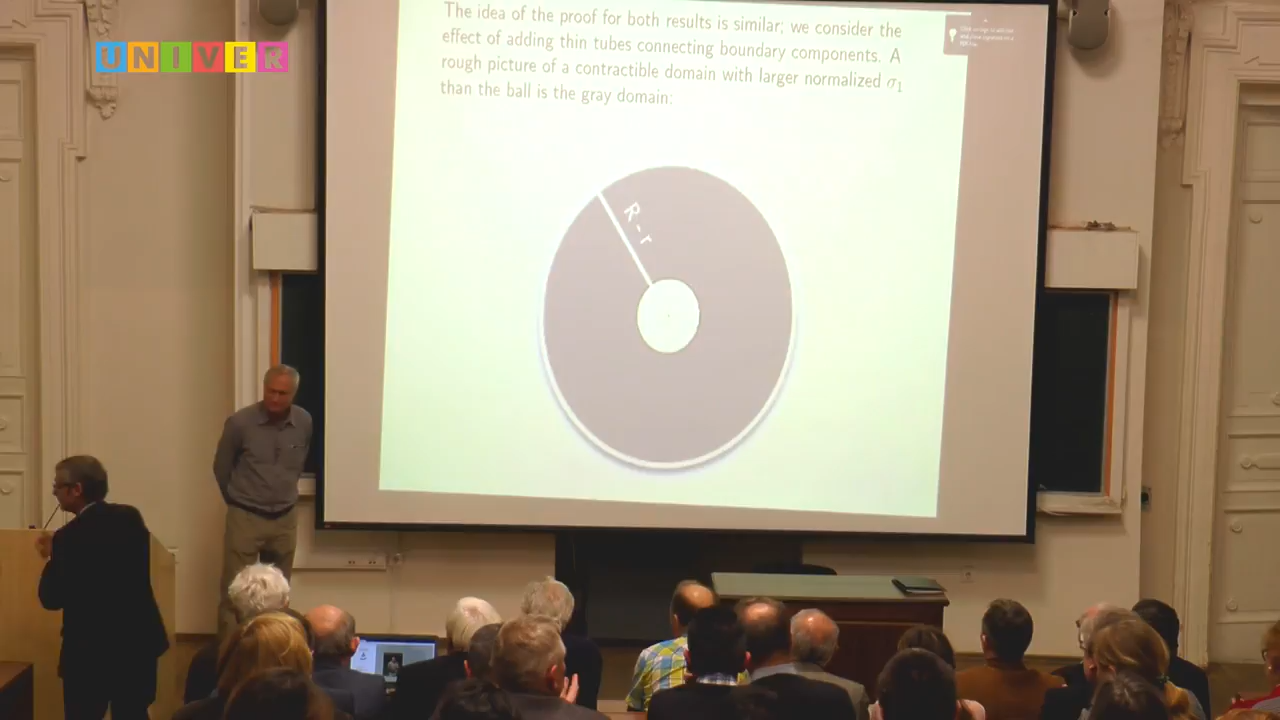 UNIVER
The idea of the proof for both results is similar; we consider the
effect of adding thin tubes connecting boundary components. A
rough picture of a contractible domain with larger normalized σ₁
than the ball is the gray domain:
R - r